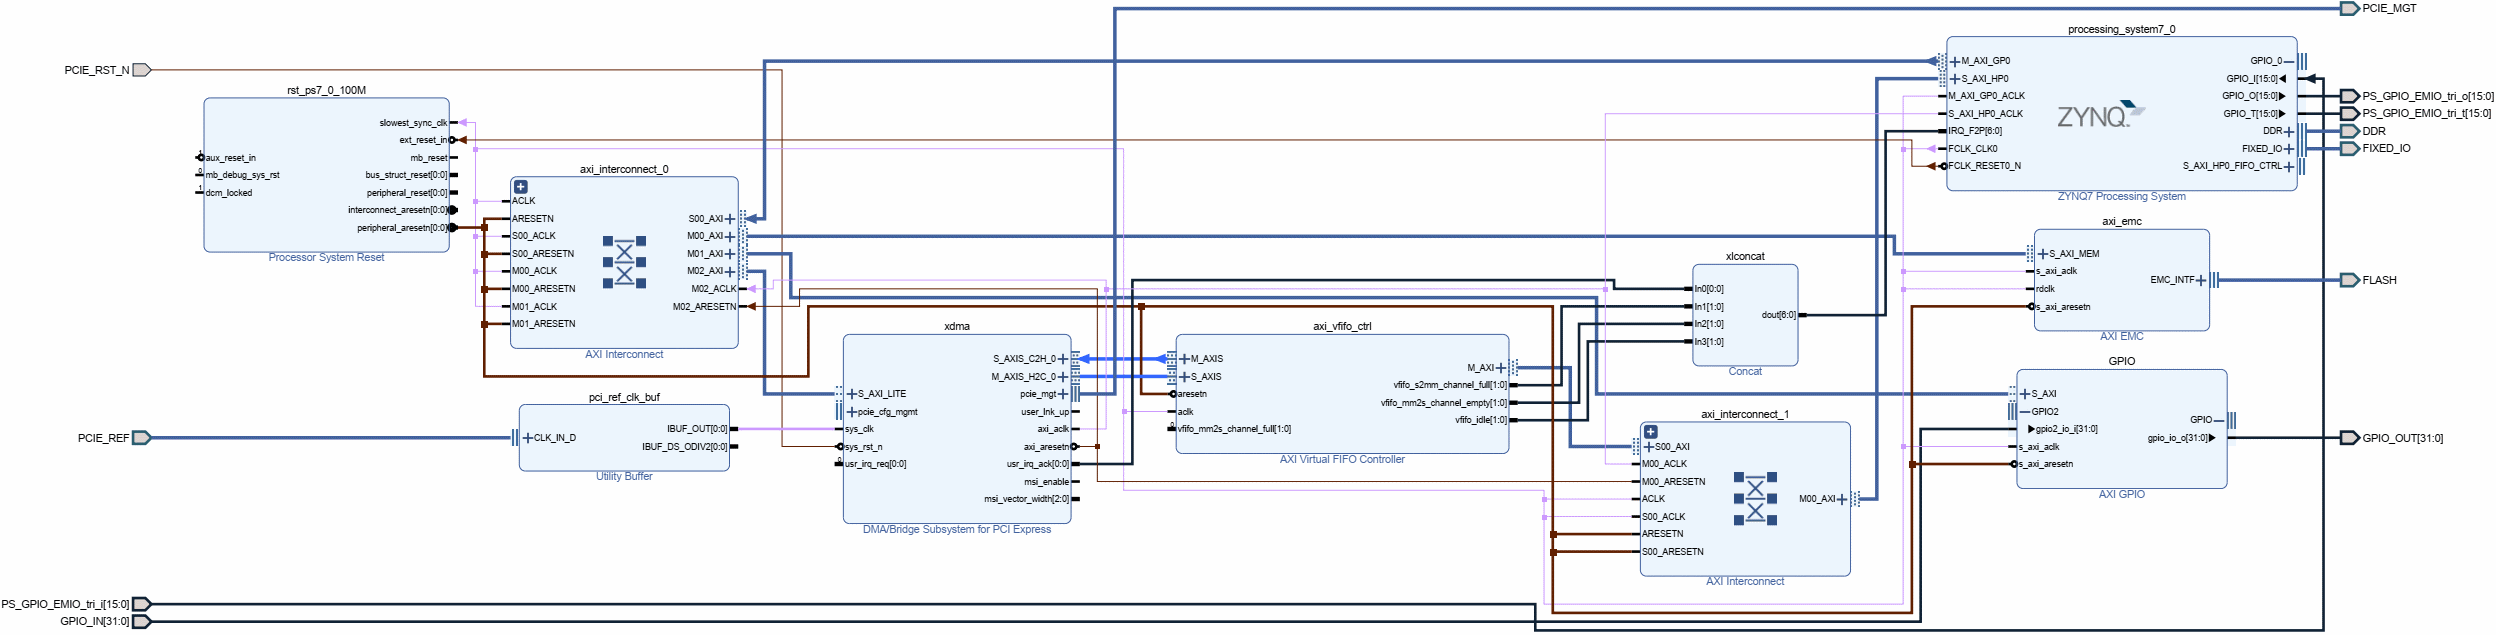 PCIE_MGT
PCIE_RST_N
processing_system7_0
M_AXI_GP0
S_AXI_HP0
M_AXI_GP0_ACLK
S_AXI_HP0_ACLK
IRQ_F2P[6:0]
FCLK_CLK0
FCLK_RESET0_N
ZYNQ
GPIO_0
GPIO_I[15:0]
GPIO_O[15:0]
GPIO_T[15:0]
DDR
FIXED_IO
S_AXI_HP0_FIFO_CTRL
ZYNQ7 Processing System
PS_GPIO_EMIO_tri_o[15:0]
PS_GPIO_EMIO_tri_t[15:0]
DDR
FIXED_IO
rst_ps7_0_100M
slowest_sync_clk
ext_reset_in
1
aux_reset_in
mb_reset
0
mb_debug_sys_rst
bus_struct_reset[0:0]
1
dcm_locked
peripheral_reset[0:0]
interconnect_aresetn[0:0]
peripheral_aresetn[0:0]
Processor System Reset
axi_interconnect_0
ACLK
ARESETN
S00_ACLK
S00_ARESETN
M00_ACLK
M00_ARESETN
M01_ACLK
M01_ARESETN
S00_AXI
M00_AXI
M01_AXI
M02_AXI
M02_ACLK
M02_ARESETN
AXI Interconnect
axi_emc
S_AXI_MEM
s_axi_aclk
rdclk
s_axi_aresetn
EMC_INTF
AXI EMC
FLASH
xlconcat
In0[0:0]
In1[1:0]
In2[1:0]
In3[1:0]
dout[6:0]
Concat
xdma
S_AXI_LITE
pcie_cfg_mgmt
sys_clk
sys_rst_n
0
usr_irq_req[0:0]
S_AXIS_C2H_0
M_AXIS_H2C_0
pcie_mgt
user_lnk_up
axi_aclk
axi_aresetn
usr_irq_ack[0:0]
msi_enable
msi_vector_width[2:0]
DMA/Bridge Subsystem for PCI Express
axi_vfifo_ctrl
M_AXIS
S_AXIS
aresetn
aclk
0
vfifo_mm2s_channel_full[1:0]
M_AXI
vfifo_s2mm_channel_full[1:0]
vfifo_mm2s_channel_empty[1:0]
vfifo_idle[1:0]
AXI Virtual FIFO Controller
GPIO
S_AXI
GPIO2
gpio2_io_i[31:0]
s_axi_aclk
s_axi_aresetn
GPIO
gpio_io_o[31:0]
AXI GPIO
GPIO_OUT[31:0]
PCIE_REF
pci_ref_clk_buf
CLK_IN_D
IBUF_OUT[0:0]
IBUF_DS_ODIV2[0:0]
Utility Buffer
axi_interconnect_1
S00_AXI
M00_ACLK
M00_ARESETN
ACLK
S00_ACLK
ARESETN
S00_ARESETN
M00_AXI
AXI Interconnect
PS_GPIO_EMIO_tri_i[15:0]
GPIO_IN[31:0]